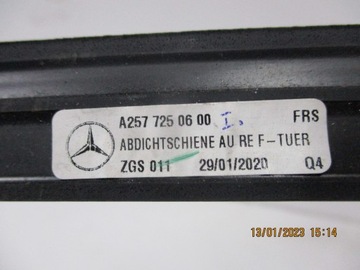 A257 725 06 00 I. FRS
ABDICHTSCHIENE AU RE F-TUER
ZGS 011 29/01/2020 Q4
13/01/2023 15:14